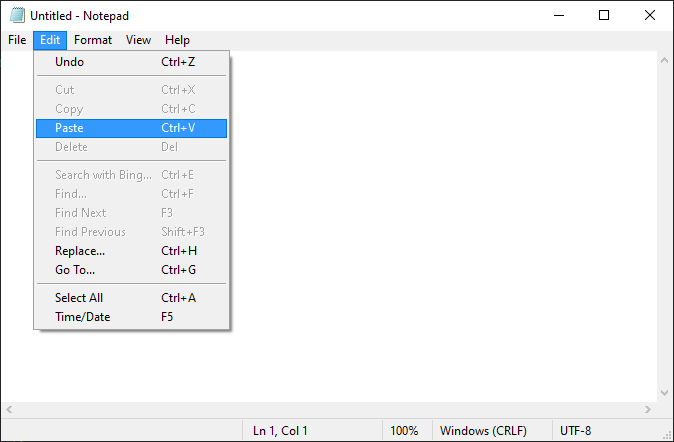 Untitled - Notepad
File Edit Format View Help
Undo Ctrl+Z
Cut Ctrl+X
Copy Ctrl+C
Paste Ctrl+V
Delete Del
Search with Bing... Ctrl+E
Find... Ctrl+F
Find Next F3
Find Previous Shift+F3
Replace... Ctrl+H
Go To... Ctrl+G
Select All Ctrl+A
Time/Date F5
Ln 1, Col 1 100% Windows (CRLF) UTF-8